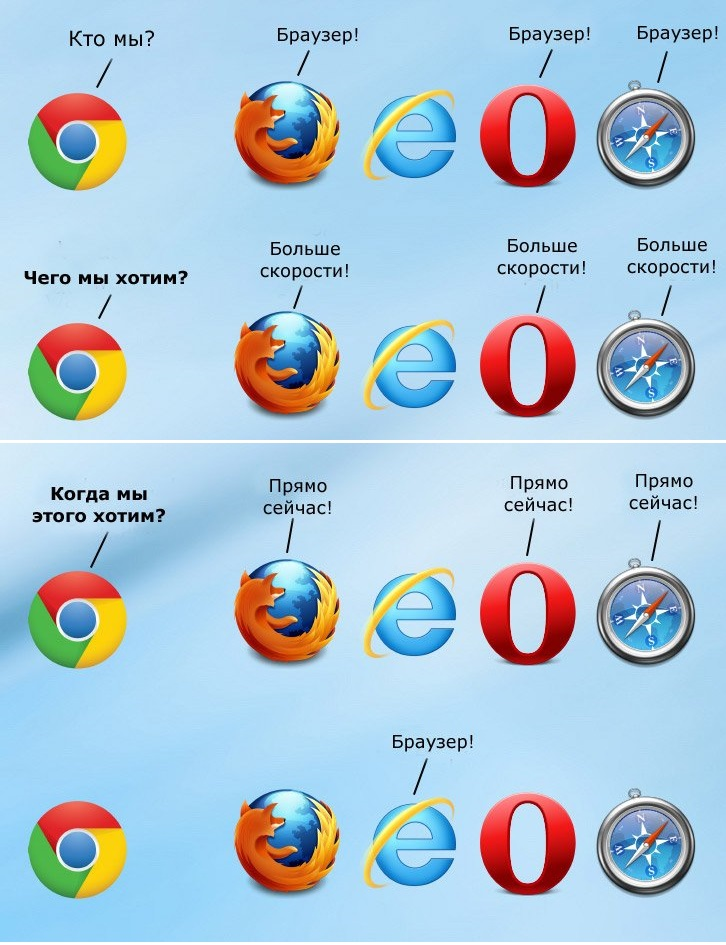 Кто мы?
Браузер!
Браузер!
Браузер!
Чего мы хотим?
Больше
скорости!
Больше
скорости!
Больше
скорости!
Когда мы
этого хотим?
Прямо
сейчас!
Прямо
сейчас!
Прямо
сейчас!
Браузер!